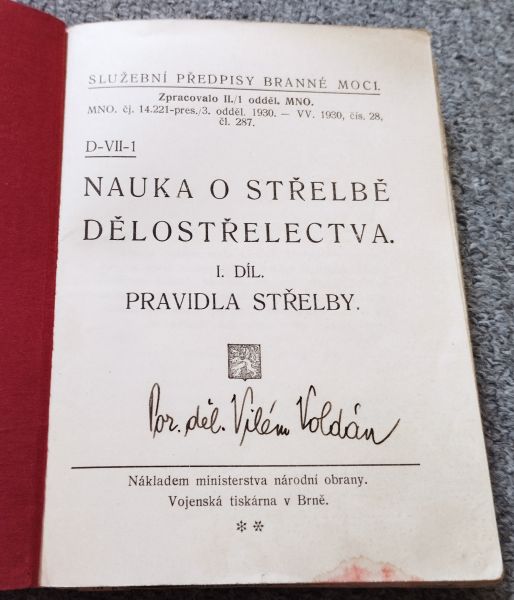 SLUŽEBNÍ PŘEDPISY BRANNÉ MOCI.
Zpracovalo II./1 odděl. MNO.
MNO. čj. 14.221-pres./3. odděl. 1930. — VV. 1930, čís. 28,
čl. 287.
D-VII-1
NAUKA O STŘELBĚ
DĚLOSTŘELECTVA.
I. DÍL.
PRAVIDLA STŘELBY.
Por. děl. Vilém Voldán
Nákladem ministerstva národní obrany.
Vojenská tiskárna v Brně.
**